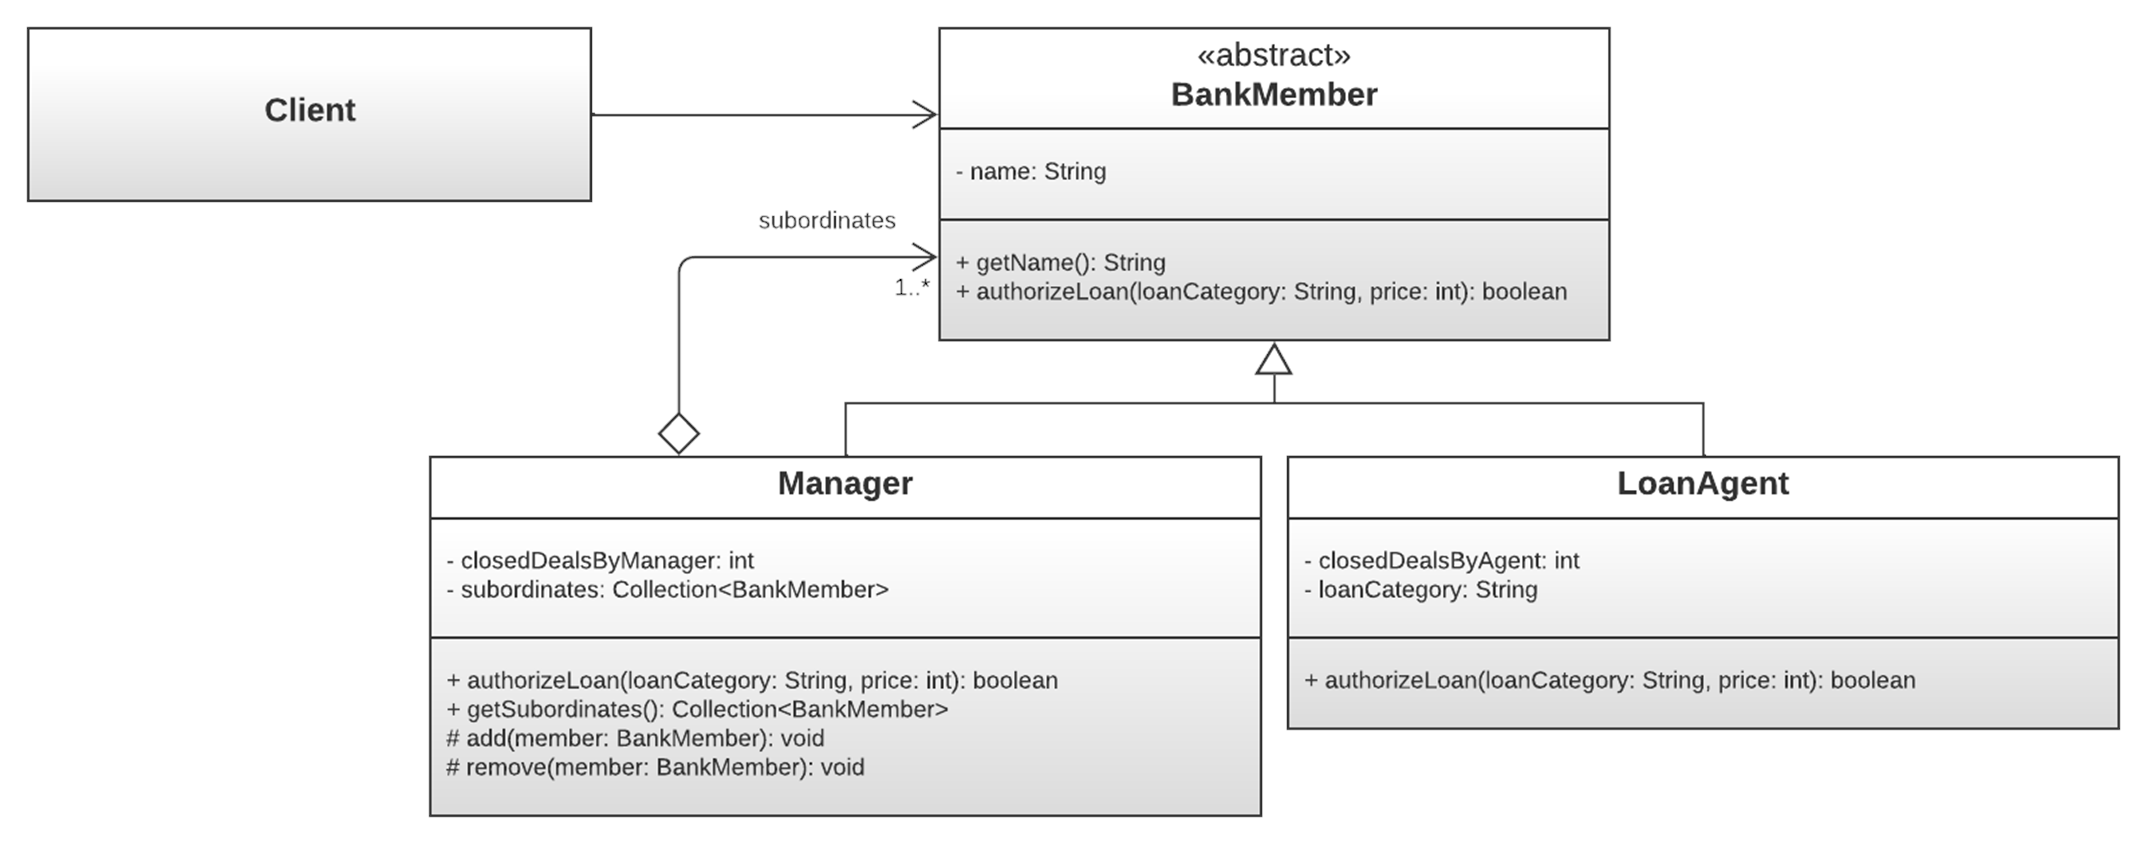 Client
«abstract»
BankMember
- name: String
+ getName(): String
+ authorizeLoan(loanCategory: String, price: int): boolean
subordinates
1..*
Manager
- closedDealsByManager: int
- subordinates: Collection<BankMember>
+ authorizeLoan(loanCategory: String, price: int): boolean
+ getSubordinates(): Collection<BankMember>
# add(member: BankMember): void
# remove(member: BankMember): void
LoanAgent
- closedDealsByAgent: int
- loanCategory: String
+ authorizeLoan(loanCategory: String, price: int): boolean